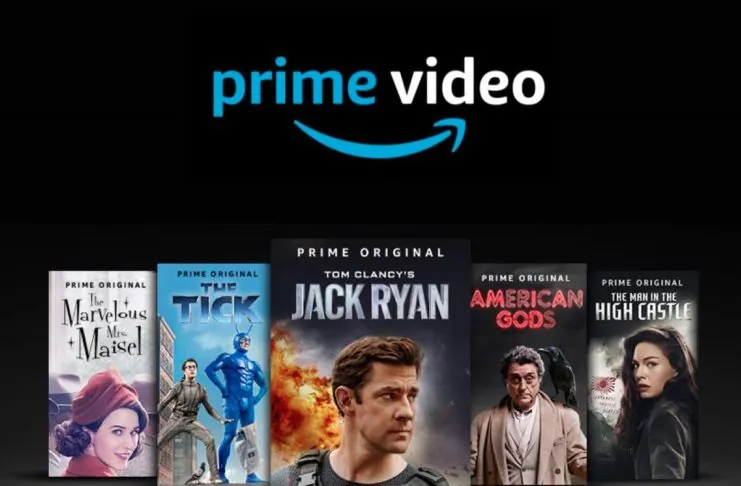 prime video
PRIME ORIGINAL
The
Marvelous
Mrs.
Maisel
PRIME ORIGINAL
THE
TICK
PRIME ORIGINAL
TOM CLANCY'S
JACK RYAN
PRIME ORIGINAL
AMERICAN
GODS
PRIME ORIGINAL
THE MAN IN THE
HIGH CASTLE